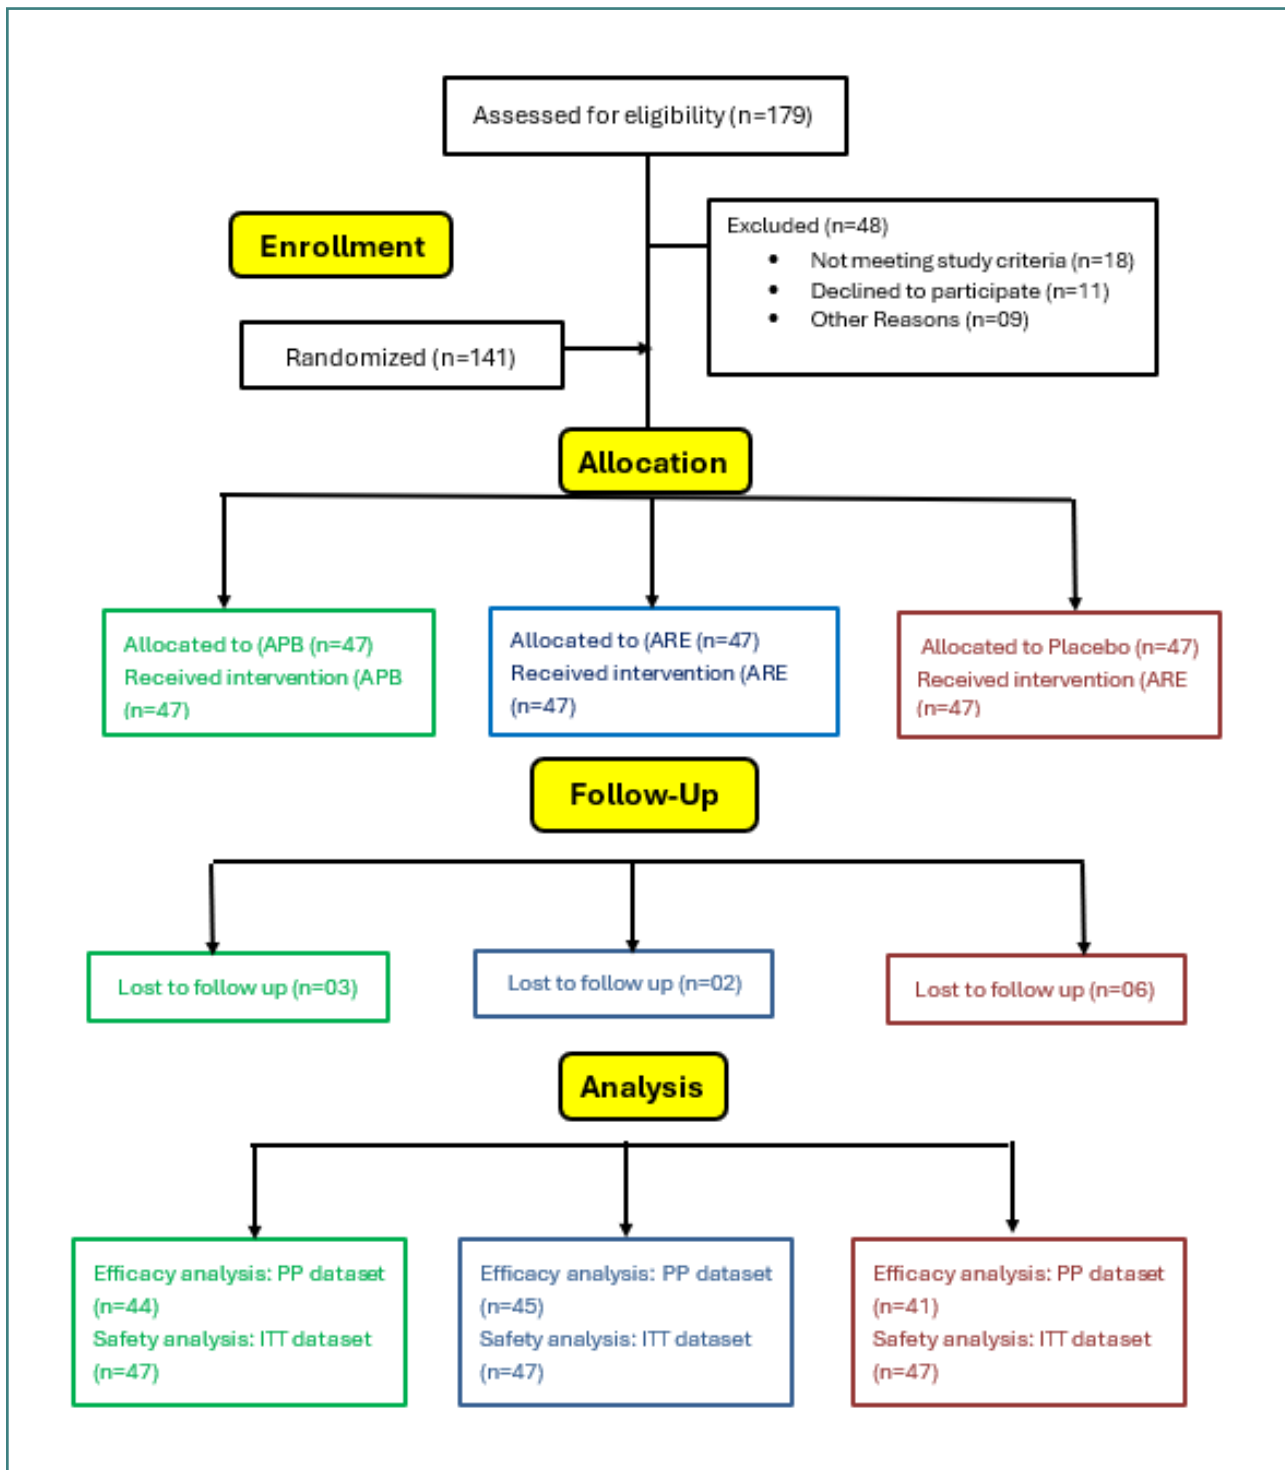 Assessed for eligibility (n=179)
Enrollment
Excluded (n=48)
• Not meeting study criteria (n=18)
• Declined to participate (n=11)
• Other Reasons (n=09)
Randomized (n=141)
Allocation
Allocated to (APB (n=47)
Received intervention (APB
(n=47)
Allocated to (ARE (n=47)
Received intervention (ARE
(n=47)
Allocated to Placebo (n=47)
Received intervention (ARE
(n=47)
Follow-Up
Lost to follow up (n=03)
Lost to follow up (n=02)
Lost to follow up (n=06)
Analysis
Efficacy analysis: PP dataset
(n=44)
Safety analysis: ITT dataset
(n=47)
Efficacy analysis: PP dataset
(n=45)
Safety analysis: ITT dataset
(n=47)
Efficacy analysis: PP dataset
(n=41)
Safety analysis: ITT dataset
(n=47)